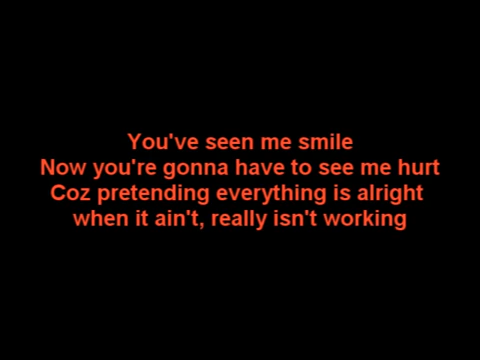 You've seen me smile
Now you're gonna have to see me hurt
Coz pretending everything is alright
when it ain't, really isn't working